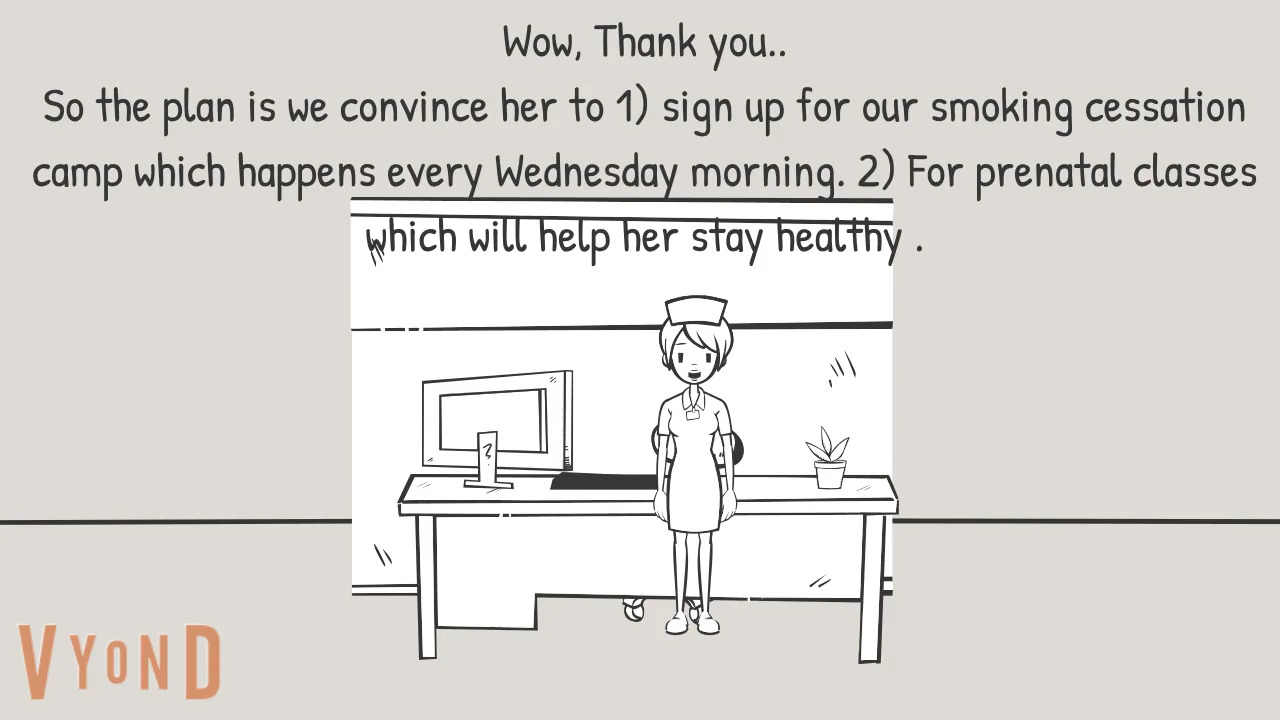 Wow, Thank you..
So the plan is we convince her to 1) sign up for our smoking cessation
camp which happens every Wednesday morning. 2) For prenatal classes
which will help her stay healthy .
VYOND